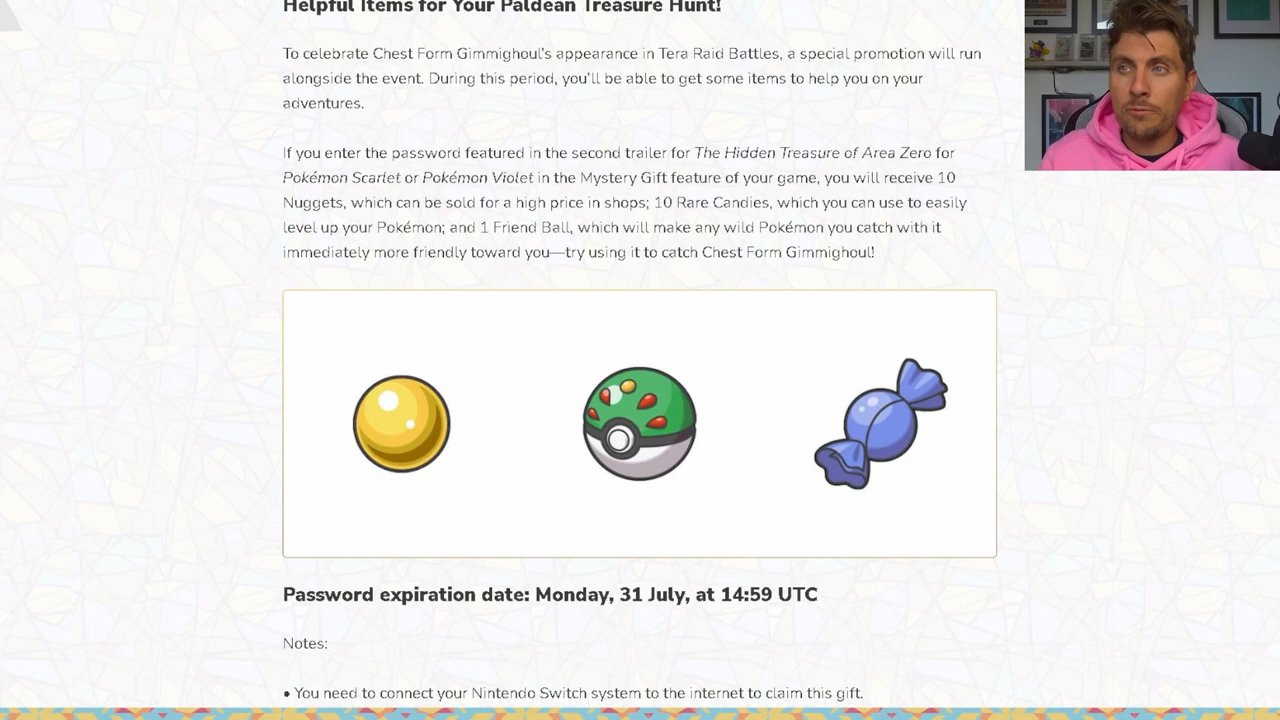 Helpful Items for Your Paldean Treasure Hunt!
To celebrate Chest Form Gimmighoul's appearance in Tera Raid Battles, a special promotion will run
alongside the event. During this period, you'll be able to get some items to help you on your
adventures.
If you enter the password featured in the second trailer for The Hidden Treasure of Area Zero for
Pokémon Scarlet or Pokémon Violet in the Mystery Gift feature of your game, you will receive 10
Nuggets, which can be sold for a high price in shops; 10 Rare Candies, which you can use to easily
level up your Pokémon; and 1 Friend Ball, which will make any wild Pokémon you catch with it
immediately more friendly toward you—try using it to catch Chest Form Gimmighoul!
Password expiration date: Monday, 31 July, at 14:59 UTC
Notes:
• You need to connect your Nintendo Switch system to the internet to claim this gift.